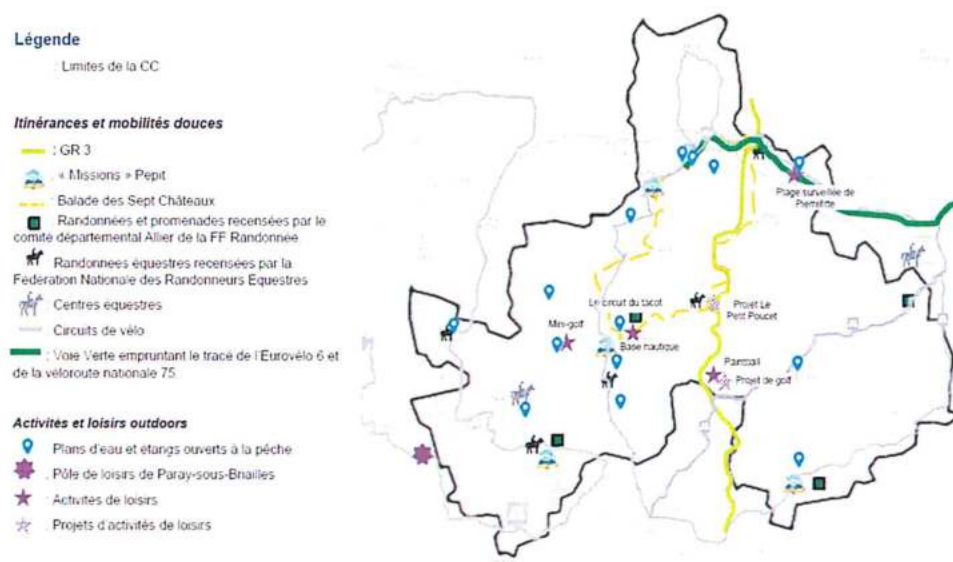 Légende
: Limites de la CC
Itinérances et mobilités douces
: GR 3
: « Missions » Pepit
: Balade des Sept Châteaux
Randonnées et promenades recensées par le
comité départemental Allier de la FF Randonnée
Randonnées équestres recensées par la
Fédération Nationale des Randonneurs Equestres
Centres équestres
Circuits de vélo
: Voie Verte empruntant le tracé de l'Eurovélo 6 et
de la véloroute nationale 75
Activités et loisirs outdoors
Plans d'eau et étangs ouverts à la pêche
: Pôle de loisirs de Paray-sous-Briailles
: Activités de loisirs
: Projets d'activités de loisirs
Plage surveillée de
Pierrefitte
Le circuit du tacot
Projet Le
Petit Poucet
Mini-golf
Base nautique
Paintball
Projet de golf